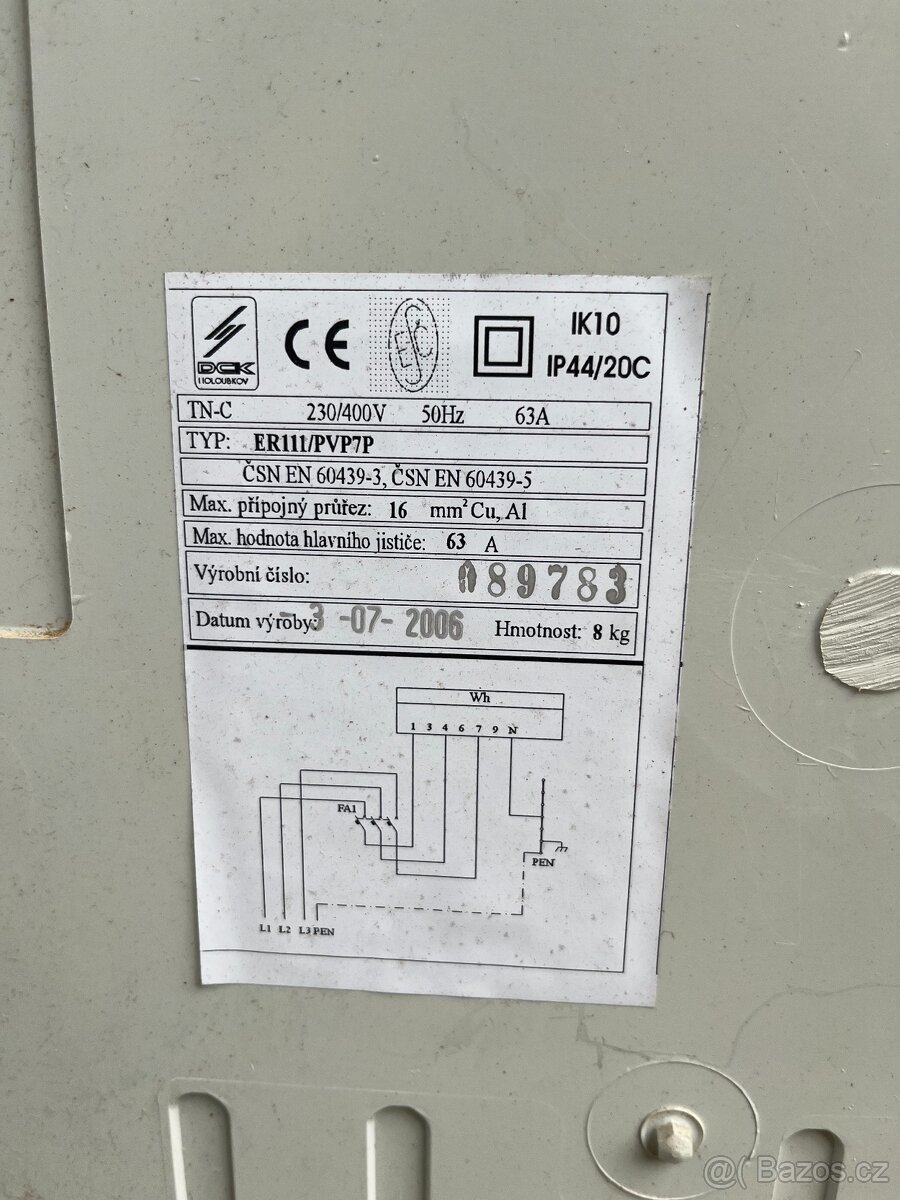 DCK
HOLOUBKOV
CE
ESČ
IK10
IP44/20C
TN-C 230/400V 50Hz 63A
TYP: ER111/PVP7P
ČSN EN 60439-3, ČSN EN 60439-5
Max. přípojný průřez: 16 mm² Cu, Al
Max. hodnota hlavního jističe: 63 A
Výrobní číslo: 089783
Datum výroby: -3 -07- 2006 Hmotnost: 8 kg
Wh
1 3 4 6 7 9 N
FA1
PEN
L1 L2 L3 PEN
@( Bazos.cz